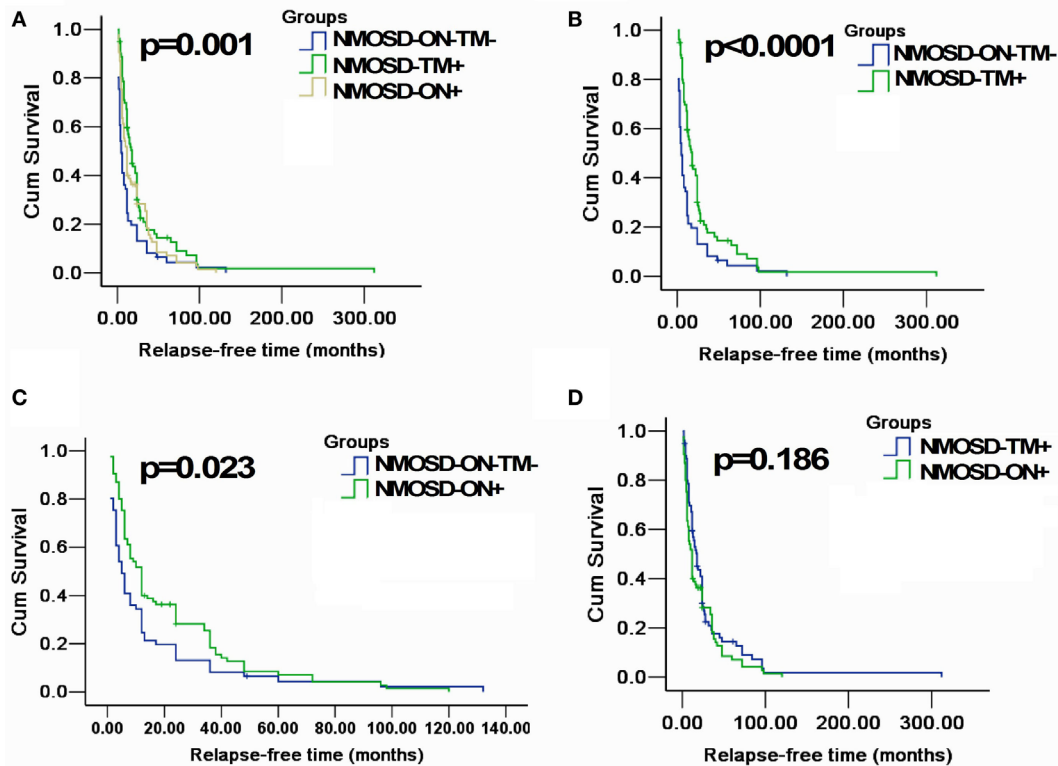 A
Groups
p=0.001
NMOSD-ON-TM-
NMOSD-TM+
NMOSD-ON+
Cum Survival
1.0
0.8
0.6
0.4
0.2
0.0
0.00 100.00 200.00 300.00
Relapse-free time (months)
B
Groups
p<0.0001
NMOSD-ON-TM-
NMOSD-TM+
Cum Survival
1.0
0.8
0.6
0.4
0.2
0.0
0.00 100.00 200.00 300.00
Relapse-free time (months)
C
Groups
p=0.023
NMOSD-ON-TM-
NMOSD-ON+
Cum Survival
1.0
0.8
0.6
0.4
0.2
0.0
0.00 20.00 40.00 60.00 80.00 100.00 120.00 140.00
Relapse-free time (months)
D
Groups
p=0.186
NMOSD-TM+
NMOSD-ON+
Cum Survival
1.0
0.8
0.6
0.4
0.2
0.0
0.00 100.00 200.00 300.00
Relapse-free time (months)